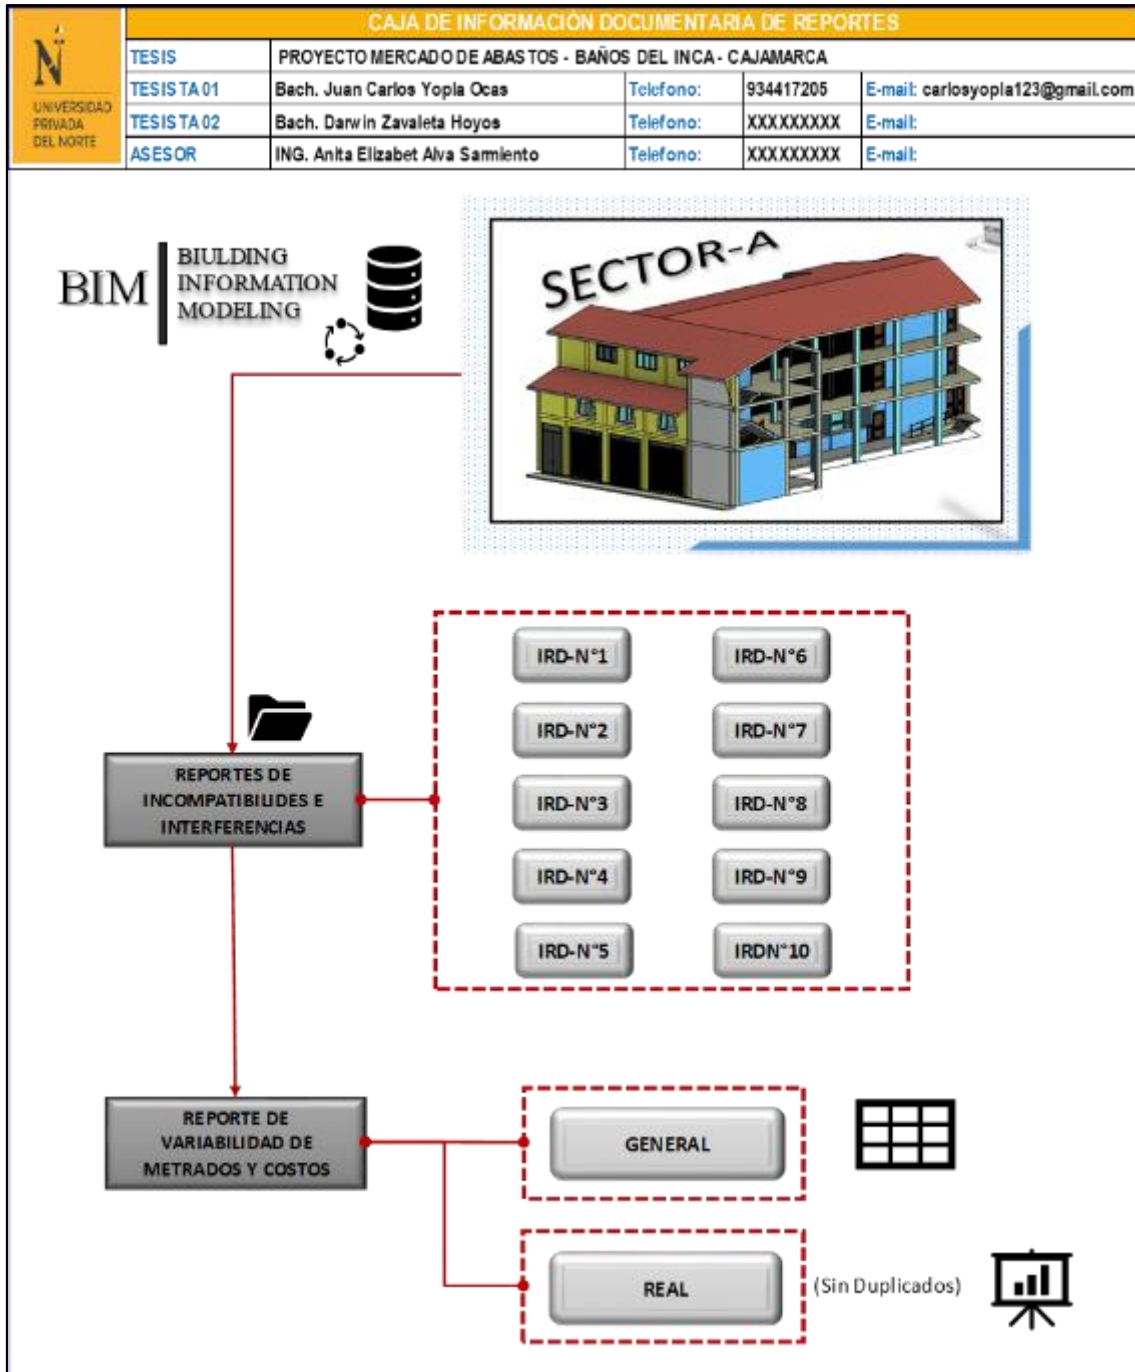 CAJA DE INFORMACIÓN DOCUMENTARIA DE REPORTES
N
UNIVERSIDAD
PRIVADA
DEL NORTE
TESIS PROYECTO MERCADO DE ABASTOS - BAÑOS DEL INCA - CAJAMARCA
TESISTA 01 Bach. Juan Carlos Yopla Ocas Telefono: 934417205 E-mail: carlosyopla123@gmail.com
TESISTA 02 Bach. Darwin Zavaleta Hoyos Telefono: XXXXXXXXX E-mail:
ASESOR ING. Anita Elizabet Alva Sarmiento Telefono: XXXXXXXXX E-mail:
BIM
BIULDING
INFORMATION
MODELING
SECTOR-A
IRD-N°1 IRD-N°6
IRD-N°2 IRD-N°7
IRD-N°3 IRD-N°8
IRD-N°4 IRD-N°9
IRD-N°5 IRDN°10
REPORTES DE
INCOMPATIBILIDES E
INTERFERENCIAS
REPORTE DE
VARIABILIDAD DE
METRADOS Y COSTOS
GENERAL
REAL
(Sin Duplicados)